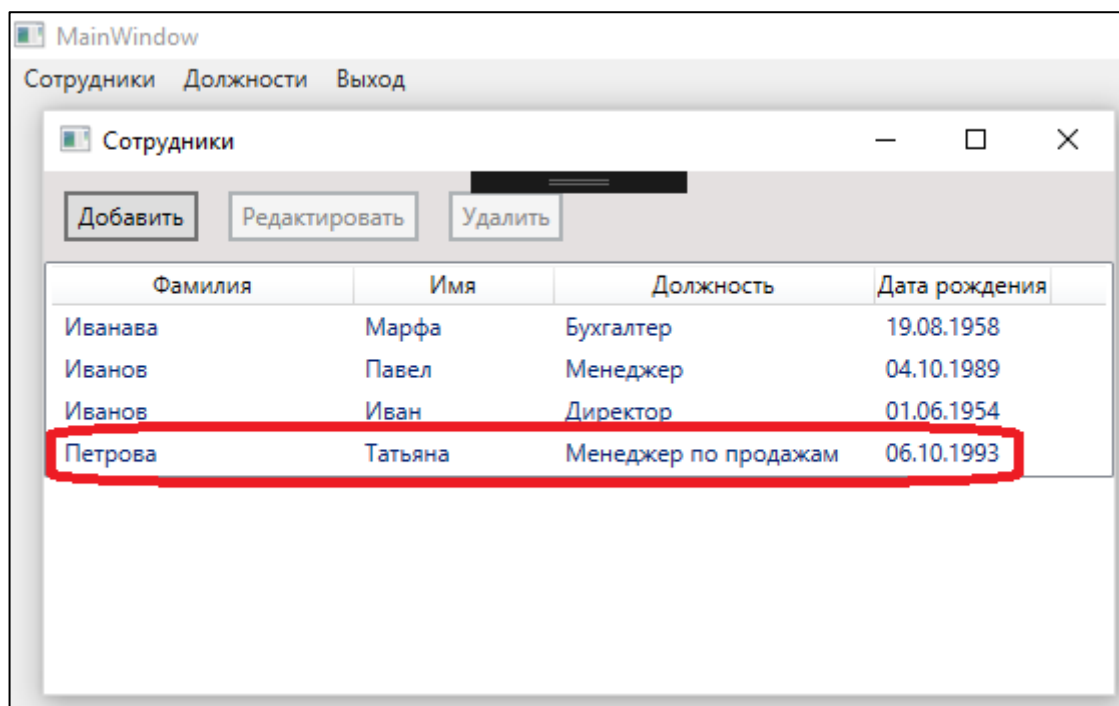 MainWindow
Сотрудники Должности Выход
Сотрудники
Добавить Редактировать Удалить
Фамилия Имя Должность Дата рождения
Иванава Марфа Бухгалтер 19.08.1958
Иванов Павел Менеджер 04.10.1989
Иванов Иван Директор 01.06.1954
Петрова Татьяна Менеджер по продажам 06.10.1993